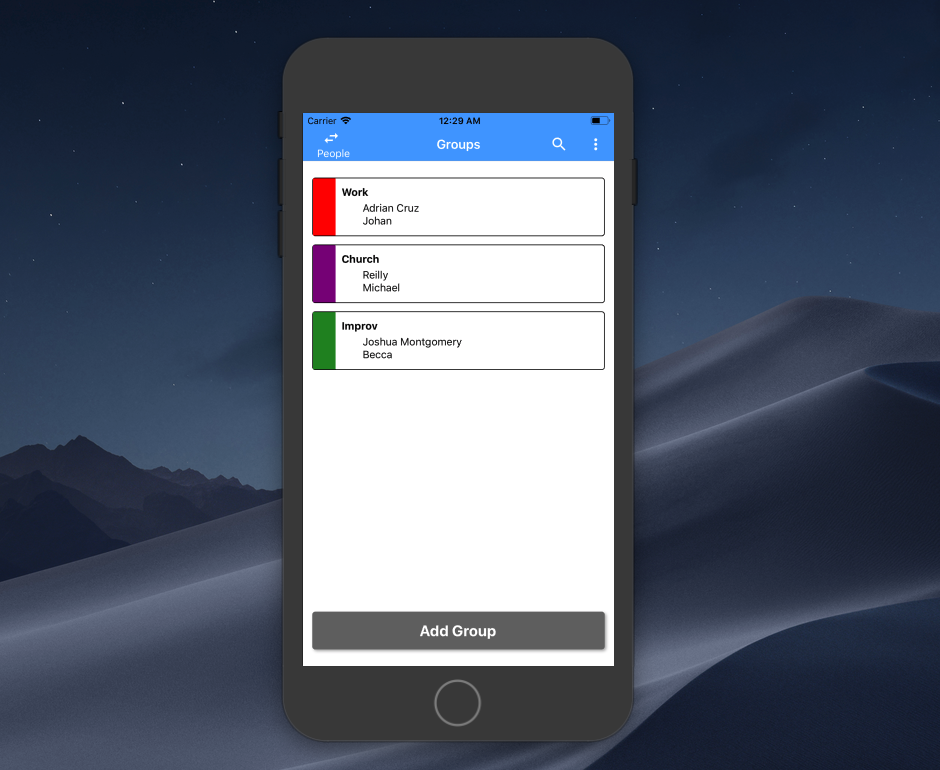 Carrier 12:29 AM
People Groups
Work
Adrian Cruz
Johan
Church
Reilly
Michael
Improv
Joshua Montgomery
Becca
Add Group